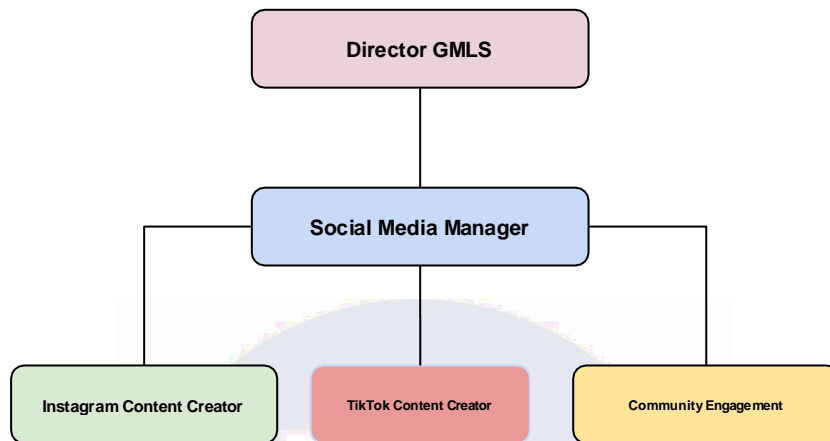 Director GMLS
Social Media Manager
Instagram Content Creator
TikTok Content Creator
Community Engagement